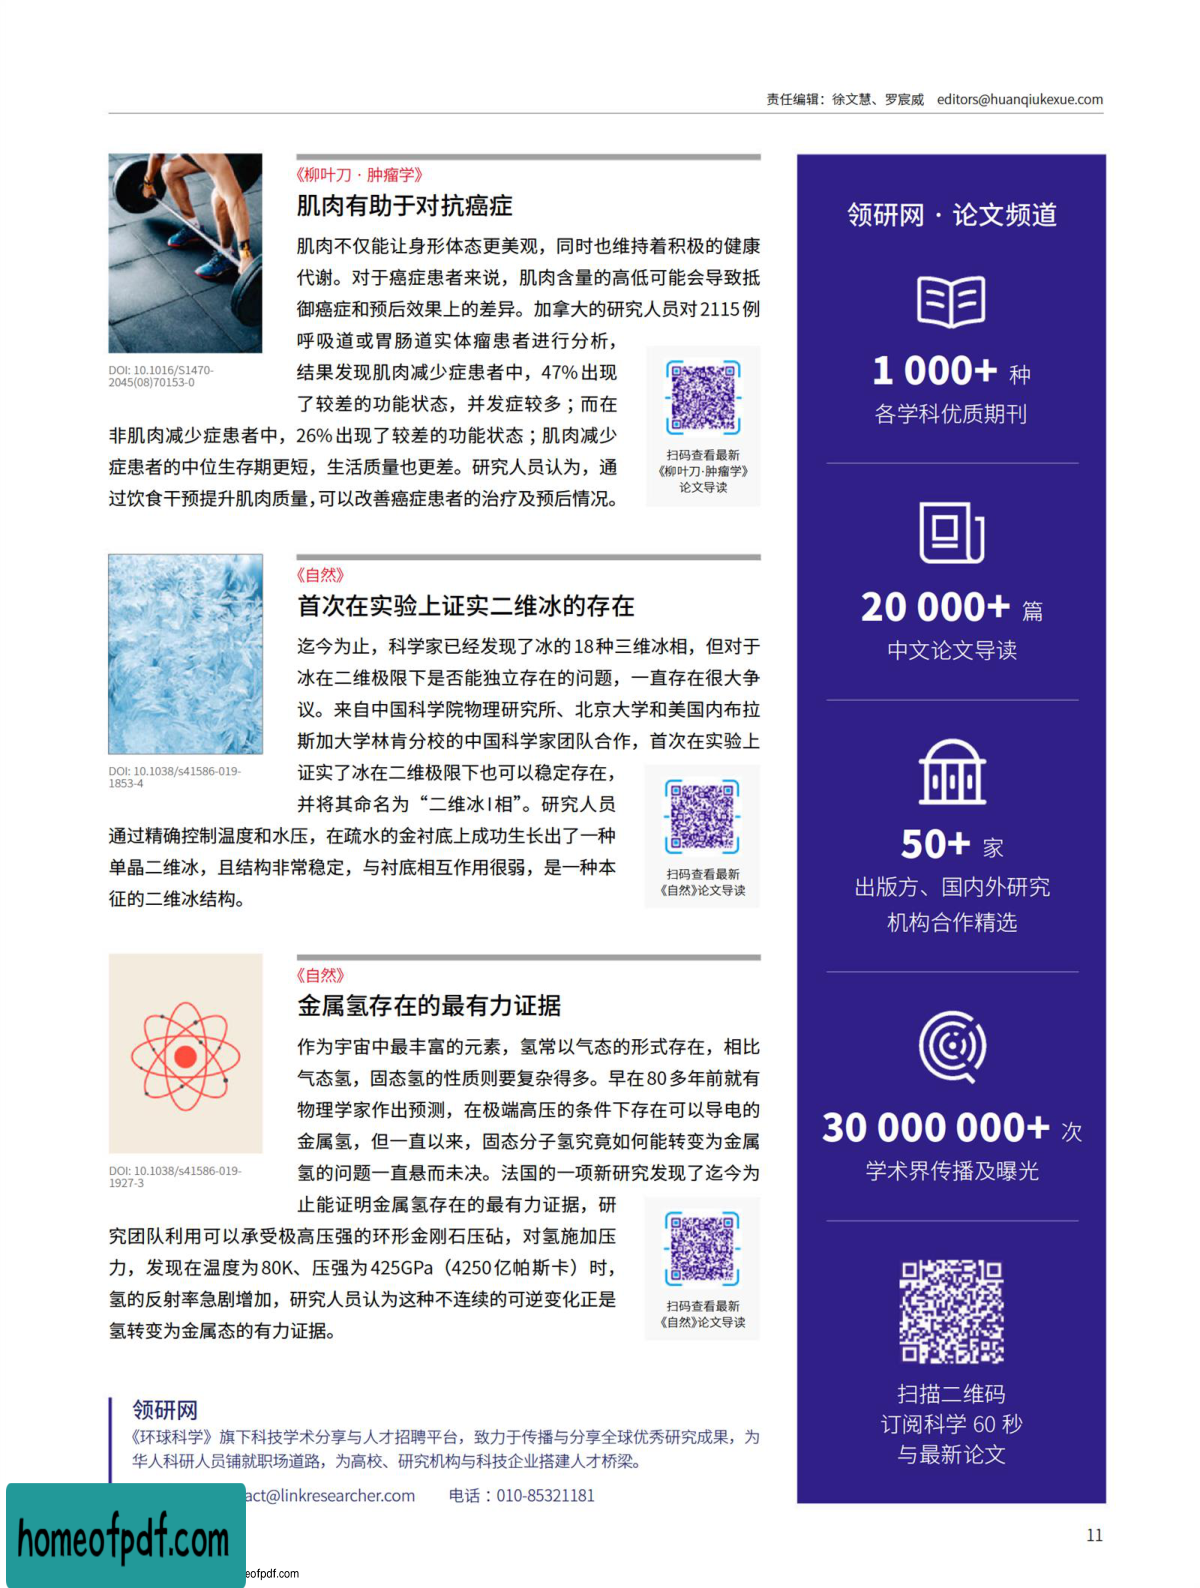 责任编辑：徐文慧、罗宸威 editors@huanqiukexue.com
《柳叶刀·肿瘤学》
肌肉有助于对抗癌症
肌肉不仅能让身形体态更美观，同时也维持着积极的健康
代谢。对于癌症患者来说，肌肉含量的高低可能会导致抵
御癌症和预后效果上的差异。加拿大的研究人员对2115例
呼吸道或胃肠道实体瘤患者进行分析，
结果发现肌肉减少症患者中，47%出现
了较差的功能状态，并发症较多；而在
非肌肉减少症患者中，26%出现了较差的功能状态；肌肉减少
症患者的中位生存期更短，生活质量也更差。研究人员认为，通
过饮食干预提升肌肉质量，可以改善癌症患者的治疗及预后情况。
DOI: 10.1016/S1470-
2045(08)70153-0
扫码查看最新
《柳叶刀·肿瘤学》
论文导读
《自然》
首次在实验上证实二维冰的存在
迄今为止，科学家已经发现了冰的18种三维冰相，但对于
冰在二维极限下是否能独立存在的问题，一直存在很大争
议。来自中国科学院物理研究所、北京大学和美国内布拉
斯加大学林肯分校的中国科学家团队合作，首次在实验上
证实了冰在二维极限下也可以稳定存在，
并将其命名为“二维冰I相”。研究人员
通过精确控制温度和水压，在疏水的金衬底上成功生长出了一种
单晶二维冰，且结构非常稳定，与衬底相互作用很弱，是一种本
征的二维冰结构。
DOI: 10.1038/s41586-019-
1853-4
扫码查看最新
《自然》论文导读
《自然》
金属氢存在的最有力证据
作为宇宙中最丰富的元素，氢常以气态的形式存在，相比
气态氢，固态氢的性质则要复杂得多。早在80多年前就有
物理学家作出预测，在极端高压的条件下存在可以导电的
金属氢，但一直以来，固态分子氢究竟如何能转变为金属
氢的问题一直悬而未决。法国的一项新研究发现了迄今为
止能证明金属氢存在的最有力证据，研
究团队利用可以承受极高压强的环形金刚石压砧，对氢施加压
力，发现在温度为80K、压强为425GPa（4250亿帕斯卡）时，
氢的反射率急剧增加，研究人员认为这种不连续的可逆变化正是
氢转变为金属态的有力证据。
DOI: 10.1038/s41586-019-
1927-3
扫码查看最新
《自然》论文导读
领研网
《环球科学》旗下科技学术分享与人才招聘平台，致力于传播与分享全球优秀研究成果，为
华人科研人员铺就职场道路，为高校、研究机构与科技企业搭建人才桥梁。
act@linkresearcher.com 电话：010-85321181
领研网·论文频道
1 000+ 种
各学科优质期刊
20 000+ 篇
中文论文导读
50+ 家
出版方、国内外研究
机构合作精选
30 000 000+ 次
学术界传播及曝光
扫描二维码
订阅科学 60 秒
与最新论文
11
homeofpdf.com
eofpdf.com